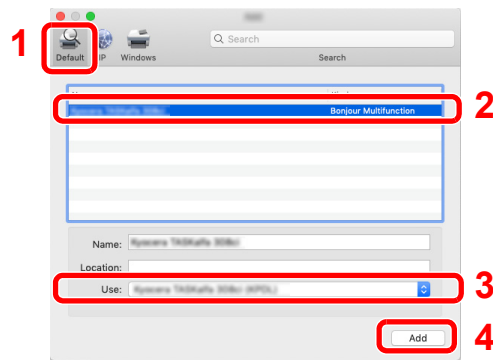 1
Search
Default IP Windows Search
Bonjour Multifunction
2
Name:
Location:
Use:
3
Add
4